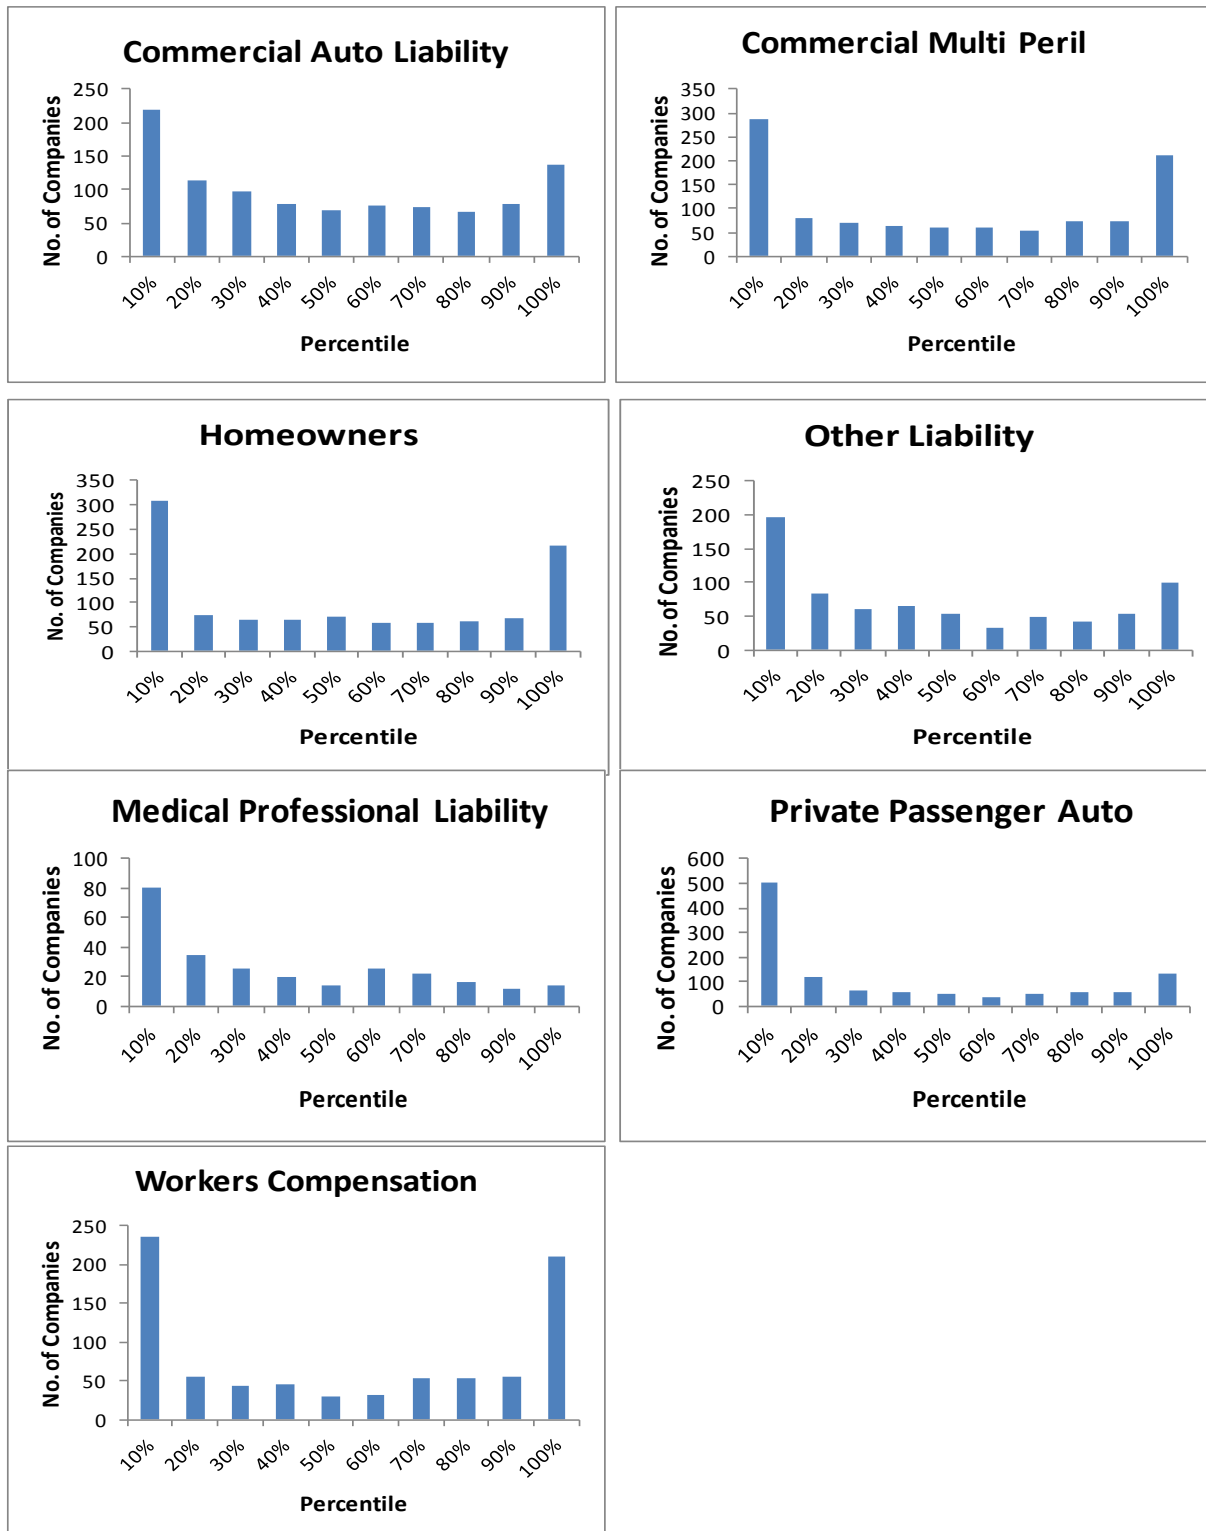 Commercial Auto Liability
No. of Companies
250
200
150
100
50
0
10% 20% 30% 40% 50% 60% 70% 80% 90% 100%
Percentile
Commercial Multi Peril
No. of Companies
350
300
250
200
150
100
50
0
10% 20% 30% 40% 50% 60% 70% 80% 90% 100%
Percentile
Homeowners
No. of Companies
350
300
250
200
150
100
50
0
10% 20% 30% 40% 50% 60% 70% 80% 90% 100%
Percentile
Other Liability
No. of Companies
250
200
150
100
50
0
10% 20% 30% 40% 50% 60% 70% 80% 90% 100%
Percentile
Medical Professional Liability
No. of Companies
100
80
60
40
20
0
10% 20% 30% 40% 50% 60% 70% 80% 90% 100%
Percentile
Private Passenger Auto
No. of Companies
600
500
400
300
200
100
0
10% 20% 30% 40% 50% 60% 70% 80% 90% 100%
Percentile
Workers Compensation
No. of Companies
250
200
150
100
50
0
10% 20% 30% 40% 50% 60% 70% 80% 90% 100%
Percentile